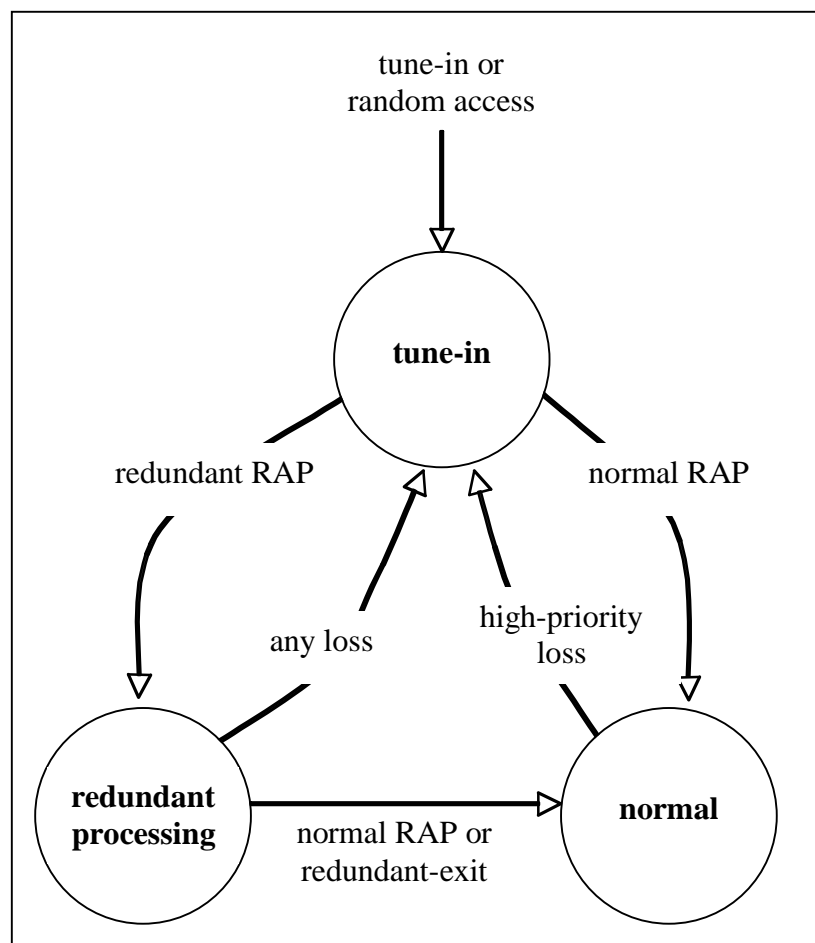 tune-in or
random access
tune-in
redundant RAP
normal RAP
any loss
high-priority
loss
redundant
processing
normal RAP or
redundant-exit
normal